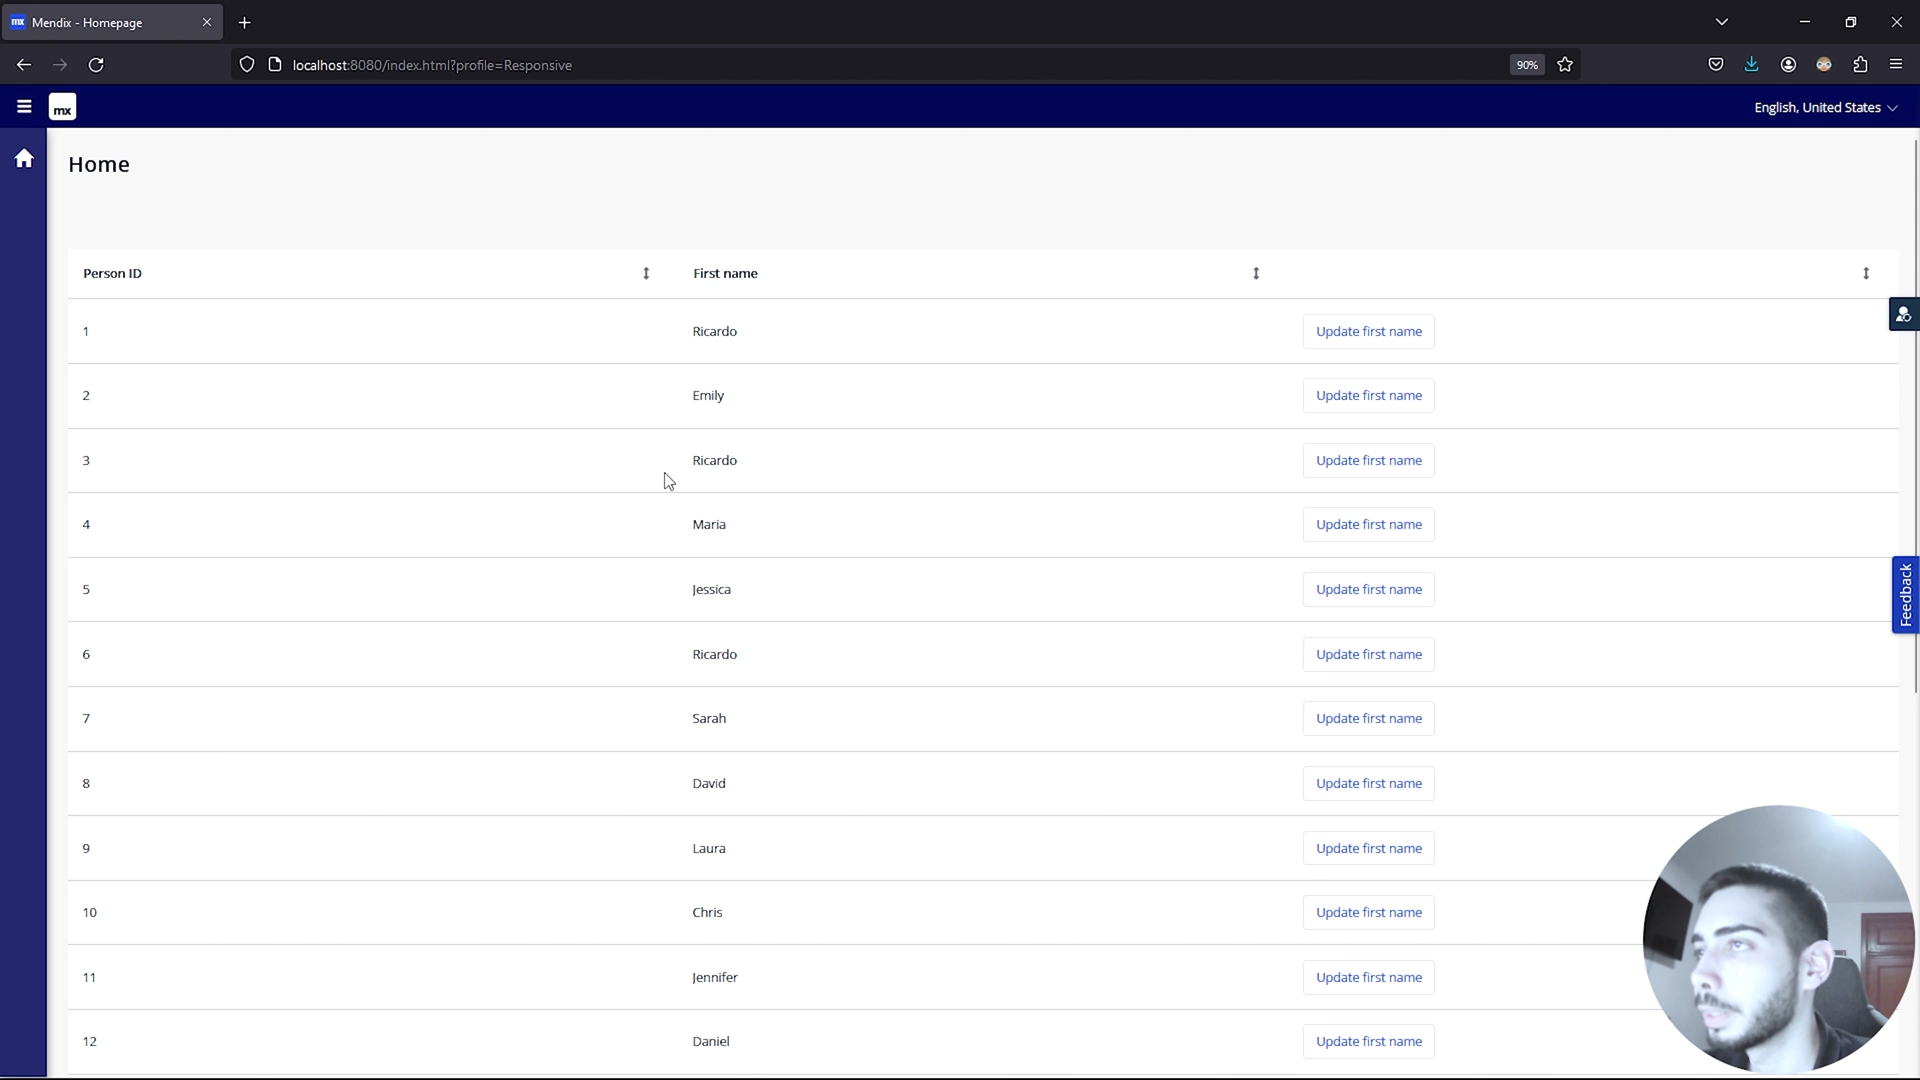 mx Mendix - Homepage
localhost:8080/index.html?profile=Responsive
90%
mx
English, United States
Home
Person ID First name
1 Ricardo Update first name
2 Emily Update first name
3 Ricardo Update first name
4 Maria Update first name
5 Jessica Update first name
Feedback
6 Ricardo Update first name
7 Sarah Update first name
8 David Update first name
9 Laura Update first name
10 Chris Update first name
11 Jennifer Update first name
12 Daniel Update first name